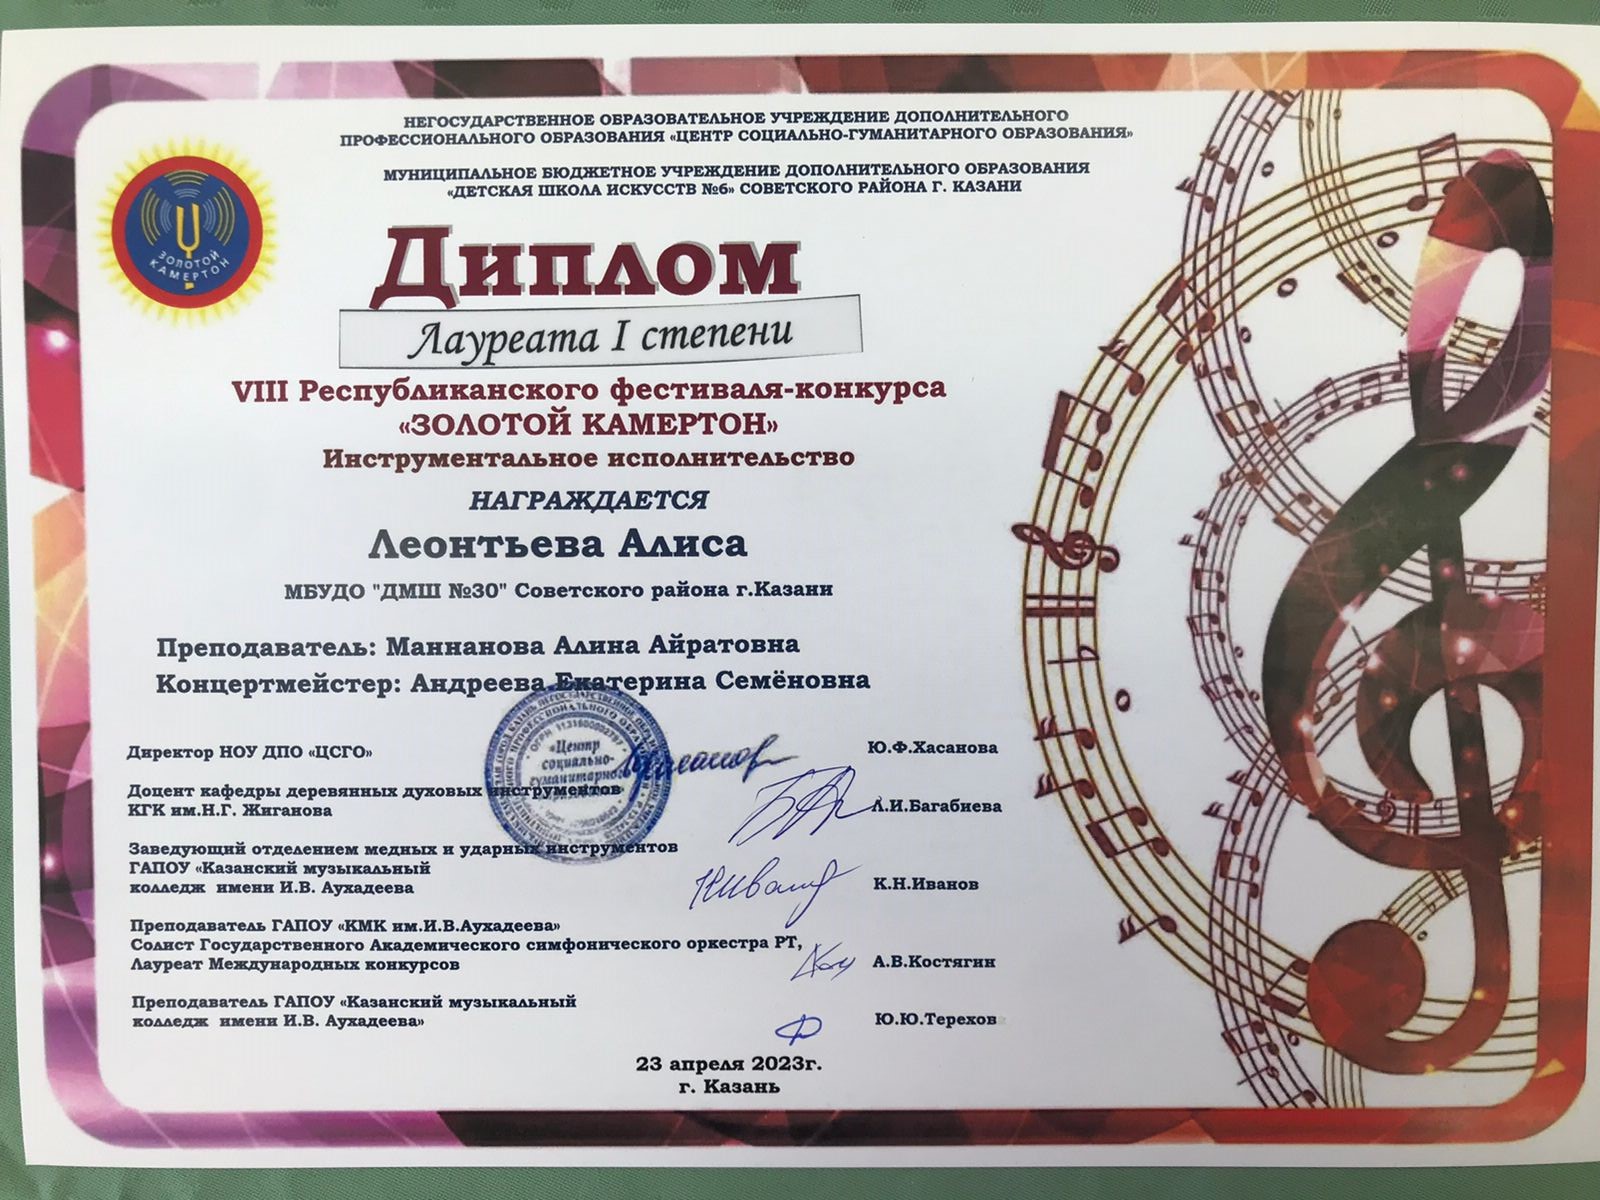 НЕГОСУДАРСТВЕННОЕ ОБРАЗОВАТЕЛЬНОЕ УЧРЕЖДЕНИЕ ДОПОЛНИТЕЛЬНОГО
ПРОФЕССИОНАЛЬНОГО ОБРАЗОВАНИЯ «ЦЕНТР СОЦИАЛЬНО-ГУМАНИТАРНОГО ОБРАЗОВАНИЯ»
МУНИЦИПАЛЬНОЕ БЮДЖЕТНОЕ УЧРЕЖДЕНИЕ ДОПОЛНИТЕЛЬНОГО ОБРАЗОВАНИЯ
«ДЕТСКАЯ ШКОЛА ИСКУССТВ №6» СОВЕТСКОГО РАЙОНА Г. КАЗАНИ
ЗОЛОТОЙ
КАМЕРТОН
Диплом
Лауреата I степени
VIII Республиканского фестиваля-конкурса
«ЗОЛОТОЙ КАМЕРТОН»
Инструментальное исполнительство
НАГРАЖДАЕТСЯ
Леонтьева Алиса
МБУДО "ДМШ №30" Советского района г.Казани
Преподаватель: Маннанова Алина Айратовна
Концертмейстер: Андреева Екатерина Семёновна
«Центр
социально-
гуманитарного
Директор НОУ ДПО «ЦСГО» Ю.Ф.Хасанова
Доцент кафедры деревянных духовых инструментов
КГК им.Н.Г. Жиганова Л.И.Багабиева
Заведующий отделением медных и ударных инструментов
ГАПОУ «Казанский музыкальный
колледж имени И.В. Аухадеева К.Н.Иванов
Преподаватель ГАПОУ «КМК им.И.В.Аухадеева»
Солист Государственного Академического симфонического оркестра РТ,
Лауреат Международных конкурсов А.В.Костягин
Преподаватель ГАПОУ «Казанский музыкальный
колледж имени И.В. Аухадеева» Ю.Ю.Терехов
23 апреля 2023г.
г. Казань